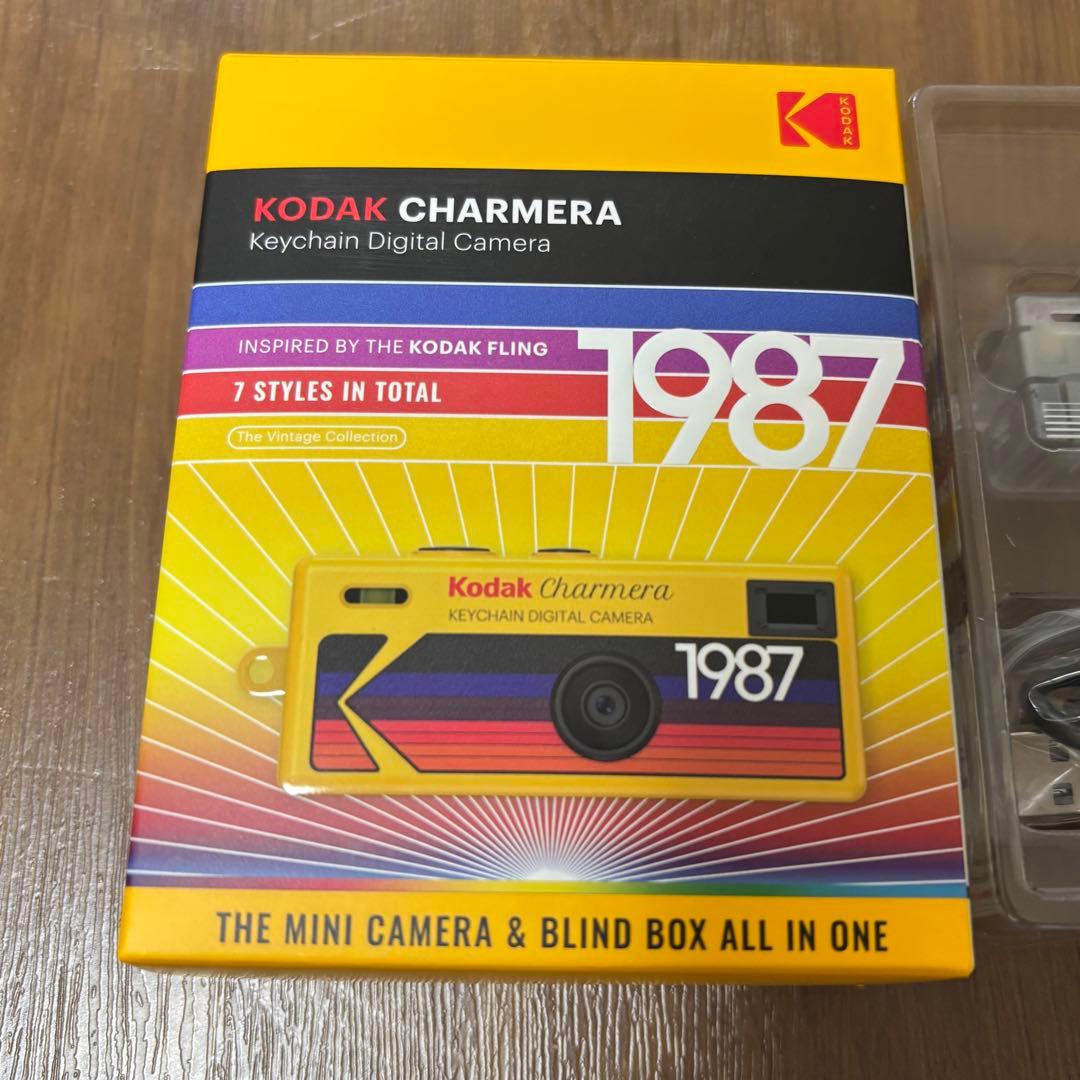 KODAK
KODAK CHARMERA
Keychain Digital Camera
INSPIRED BY THE KODAK FLING
1987
7 STYLES IN TOTAL
The Vintage Collection
Kodak Charmera
KEYCHAIN DIGITAL CAMERA
1987
THE MINI CAMERA & BLIND BOX ALL IN ONE